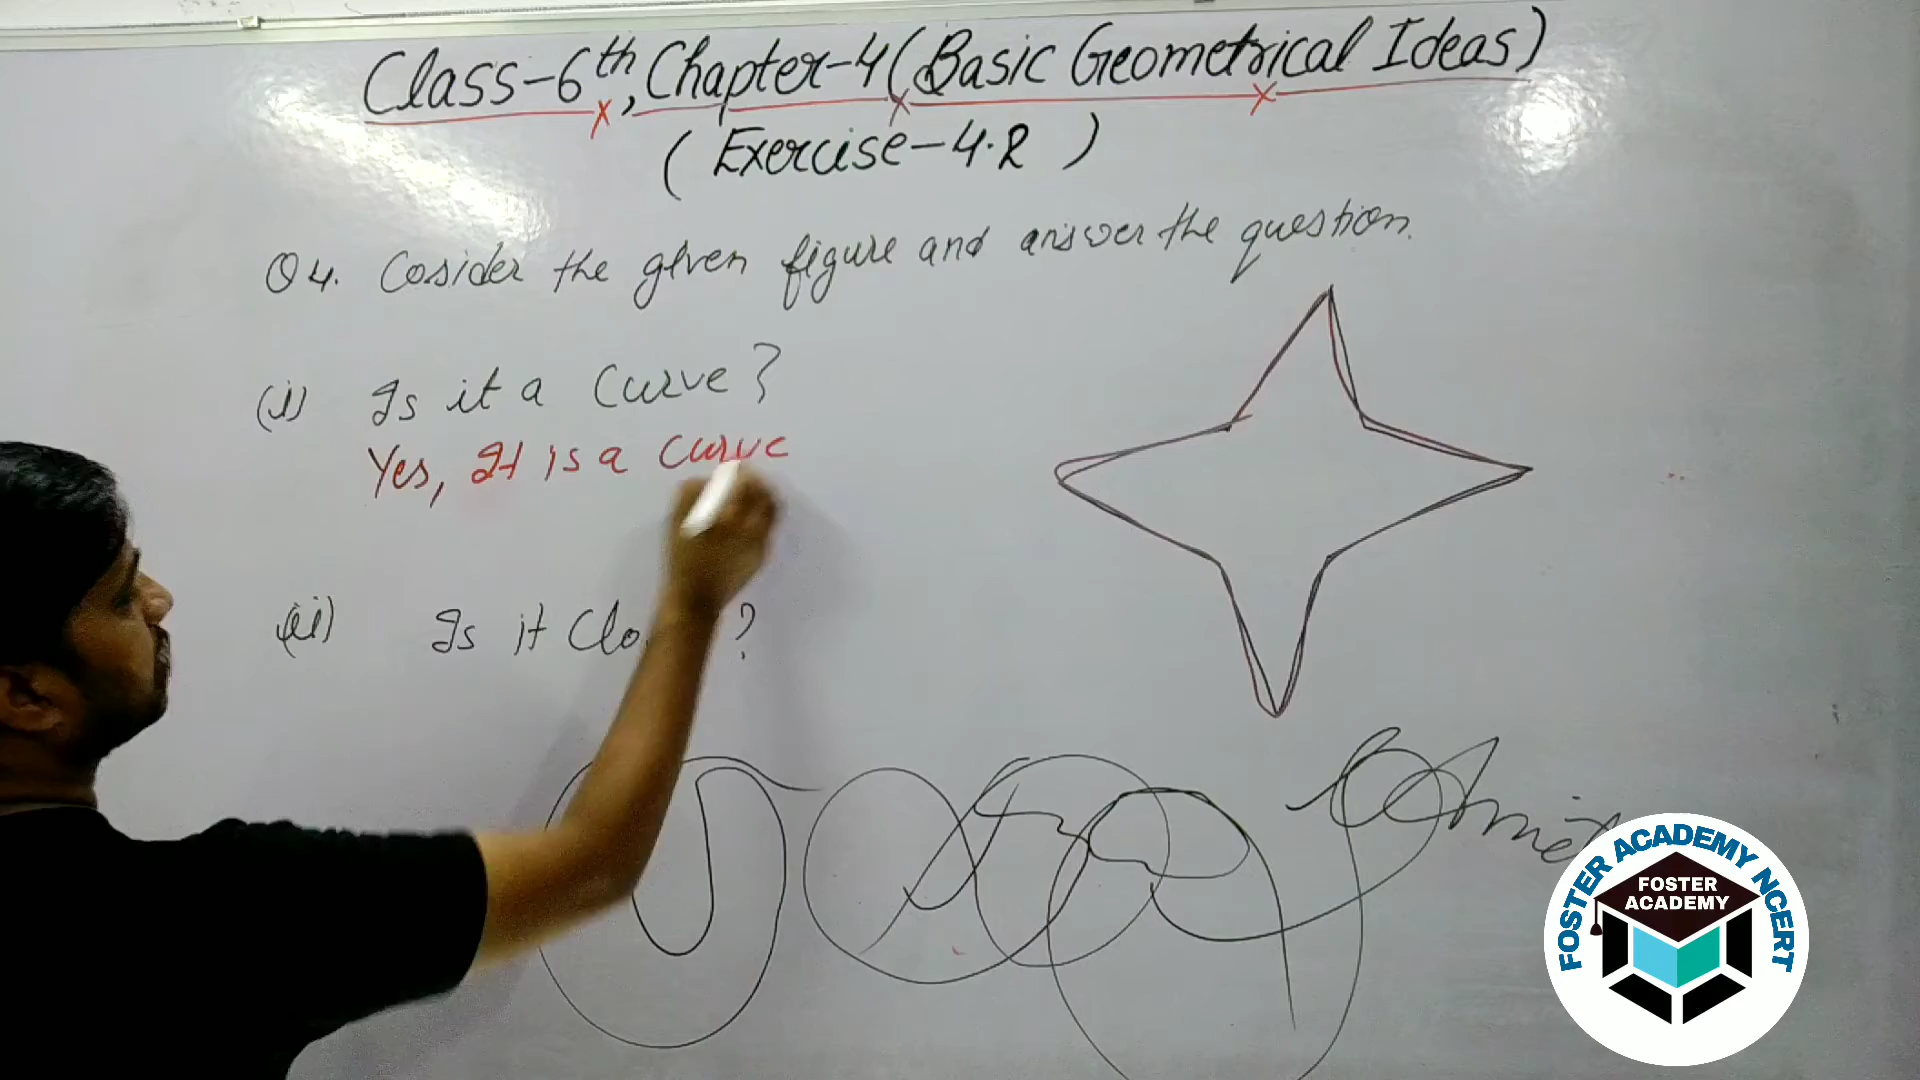 Class-6th, Chapter-4 (Basic Geometrical Ideas)
(Exercise-4.2)
Q4. Cosider the given figure and answer the question.
(i) Is it a Curve?
Yes, It is a Curve
(ii) Is it Clo ?
FOSTER ACADEMY NCERT
FOSTER
ACADEMY